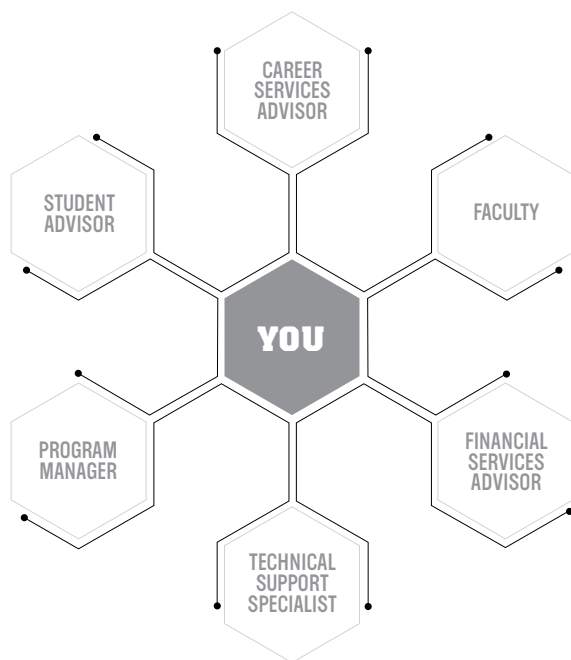 CAREER
SERVICES
ADVISOR
STUDENT
ADVISOR
FACULTY
YOU
PROGRAM
MANAGER
FINANCIAL
SERVICES
ADVISOR
TECHNICAL
SUPPORT
SPECIALIST